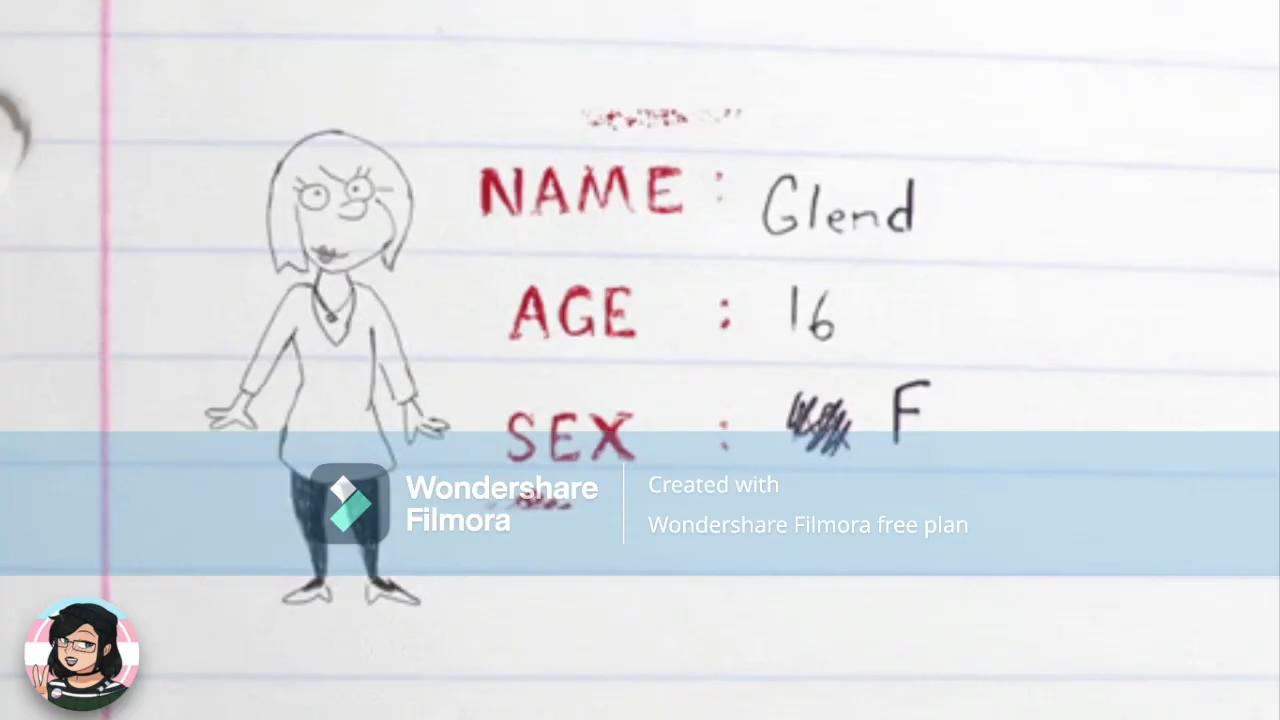 NAME : Glend
AGE : 16
SEX : F
Wondershare
Filmora
Created with
Wondershare Filmora free plan